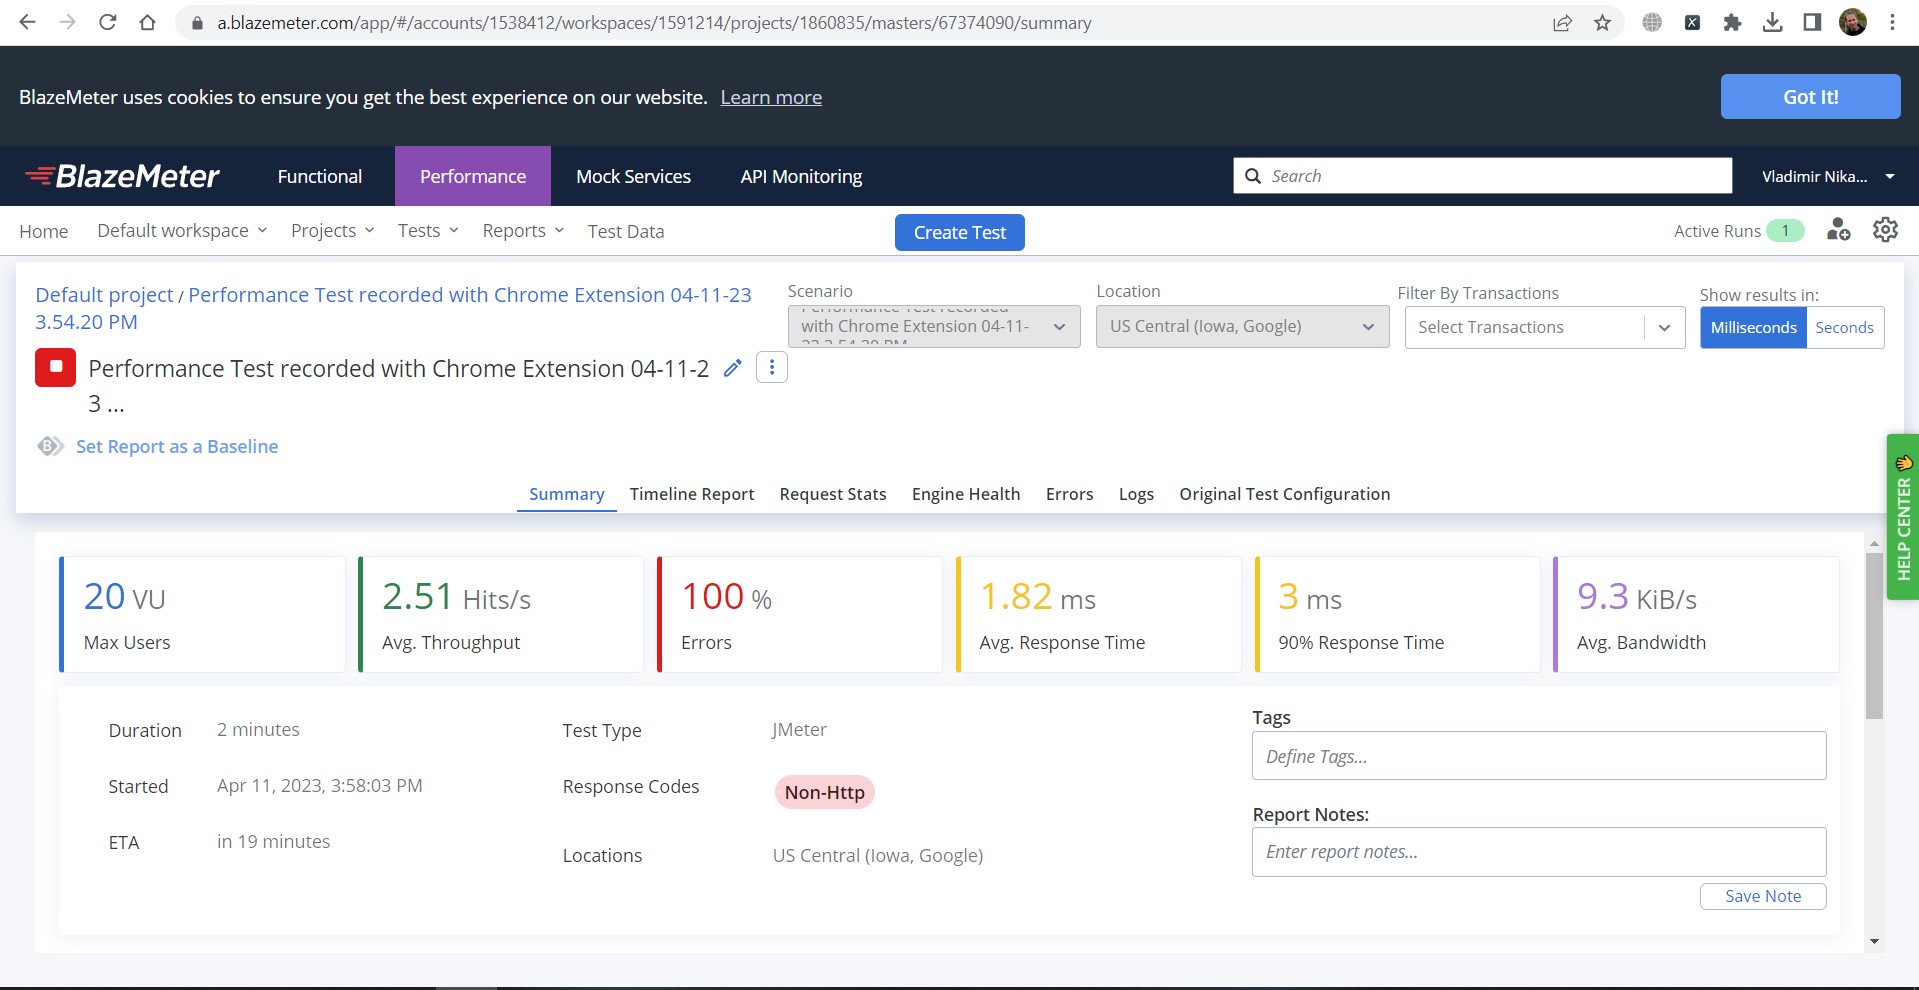 a.blazemeter.com/app/#/accounts/1538412/workspaces/1591214/projects/1860835/masters/67374090/summary
BlazeMeter uses cookies to ensure you get the best experience on our website. Learn more
Got It!
BlazeMeter
Functional
Performance
Mock Services
API Monitoring
Search
Vladimir Nika...
Home
Default workspace
Projects
Tests
Reports
Test Data
Create Test
Active Runs 1
Default project / Performance Test recorded with Chrome Extension 04-11-23
3.54.20 PM
Scenario
Performance Test recorded
with Chrome Extension 04-11-
23 3.54.20 PM
Location
US Central (Iowa, Google)
Filter By Transactions
Select Transactions
Show results in:
Milliseconds
Seconds
Performance Test recorded with Chrome Extension 04-11-2
3 ...
B
Set Report as a Baseline
HELP CENTER
Summary
Timeline Report
Request Stats
Engine Health
Errors
Logs
Original Test Configuration
20 VU
Max Users
2.51 Hits/s
Avg. Throughput
100 %
Errors
1.82 ms
Avg. Response Time
3 ms
90% Response Time
9.3 KiB/s
Avg. Bandwidth
Duration
2 minutes
Started
Apr 11, 2023, 3:58:03 PM
ETA
in 19 minutes
Test Type
JMeter
Response Codes
Non-Http
Locations
US Central (Iowa, Google)
Tags
Define Tags...
Report Notes:
Enter report notes...
Save Note